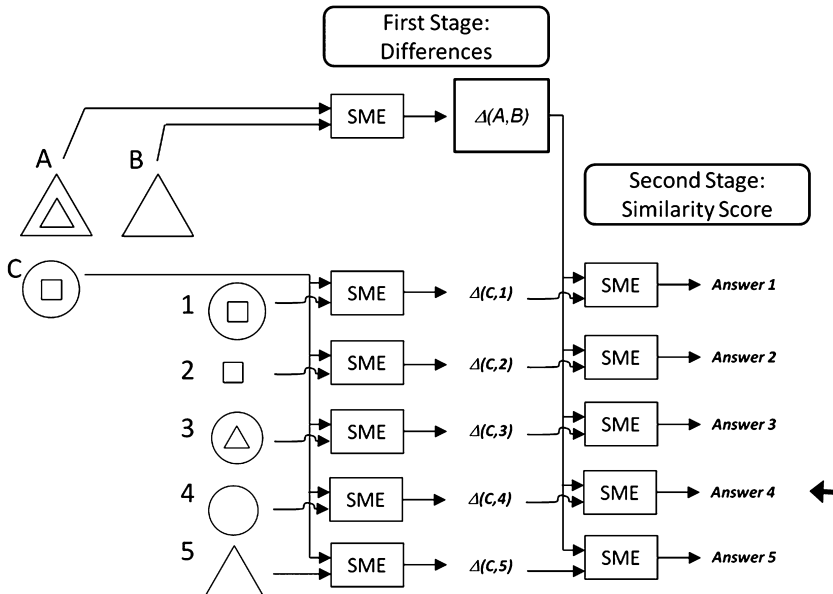 First Stage:
Differences
SME
Δ(A,B)
A
B
Second Stage:
Similarity Score
C
1
SME
Δ(C,1)
SME
Answer 1
2
SME
Δ(C,2)
SME
Answer 2
3
SME
Δ(C,3)
SME
Answer 3
4
SME
Δ(C,4)
SME
Answer 4
5
SME
Δ(C,5)
SME
Answer 5